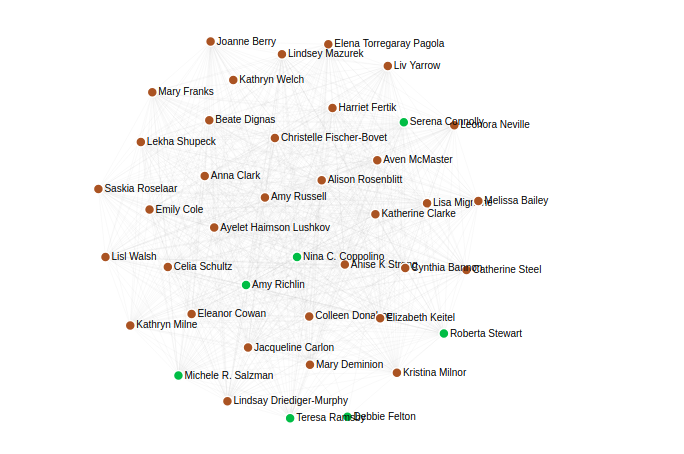 Joanne Berry
Elena Torregaray Pagola
Lindsey Mazurek
Liv Yarrow
Kathryn Welch
Mary Franks
Harriet Fertik
Beate Dignas
Serena Connolly
Leonora Neville
Christelle Fischer-Bovet
Lekha Shupeck
Aven McMaster
Anna Clark
Alison Rosenblitt
Saskia Roselaar
Amy Russell
Melissa Bailey
Lisa
Emily Cole
Katherine Clarke
Ayelet Haimson Lushkov
Lisl Walsh
Nina C. Coppolino
Anise K
Celia Schultz
Cynthia Bannon
Catherine Steel
Amy Richlin
Eleanor Cowan
Colleen
Elizabeth Keitel
Kathryn Milne
Roberta Stewart
Jacqueline Carlon
Mary Deminion
Kristina Milnor
Michele R. Salzman
Lindsay Driediger-Murphy
Teresa Ramsby
Debbie Felton